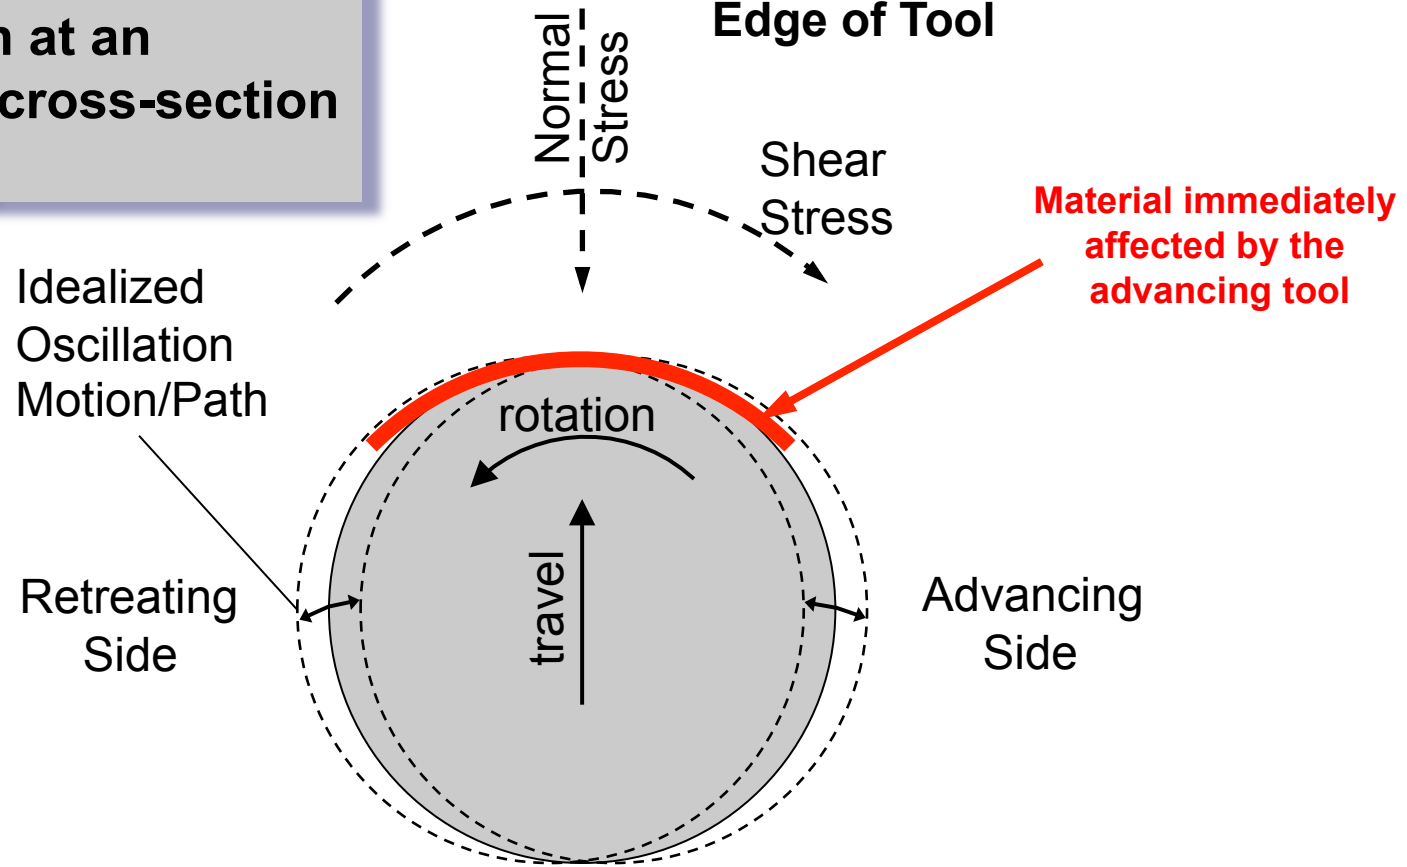 n at an
cross-section
Edge of Tool
Normal
Stress
Shear
Stress
Material immediately
affected by the
advancing tool
Idealized
Oscillation
Motion/Path
rotation
travel
Retreating
Side
Advancing
Side